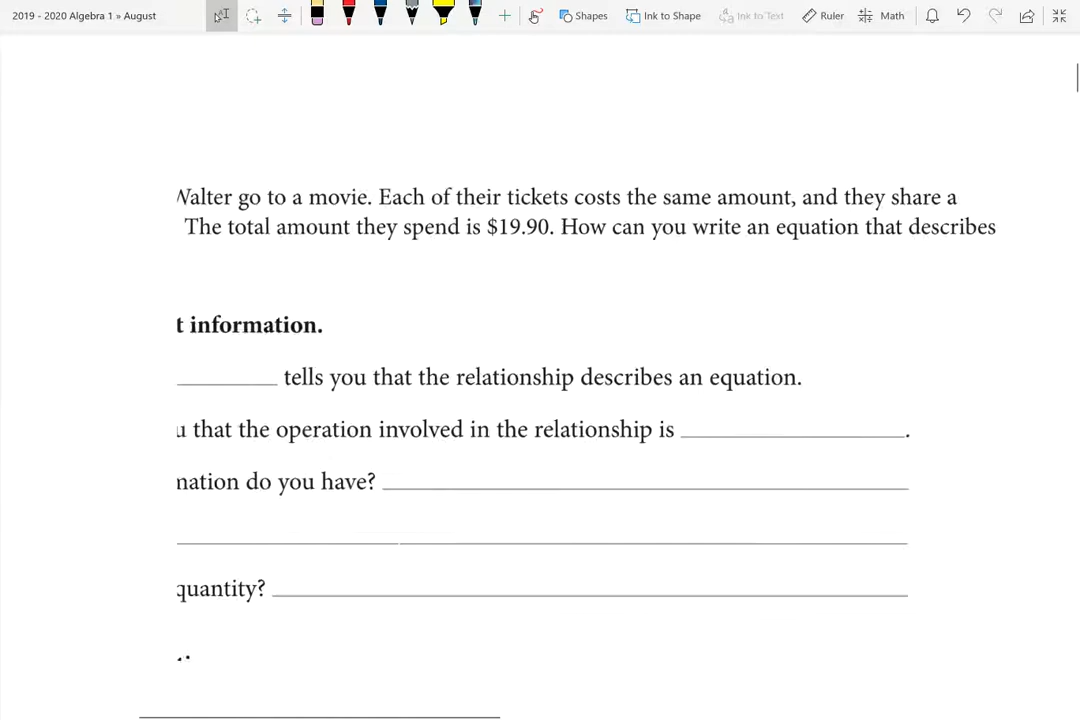 2019 - 2020 Algebra 1 » August
Shapes
Ink to Shape
Ink to Text
Ruler
Math
Walter go to a movie. Each of their tickets costs the same amount, and they share a
The total amount they spend is $19.90. How can you write an equation that describes
t information.
tells you that the relationship describes an equation.
u that the operation involved in the relationship is .
nation do you have?
quantity?